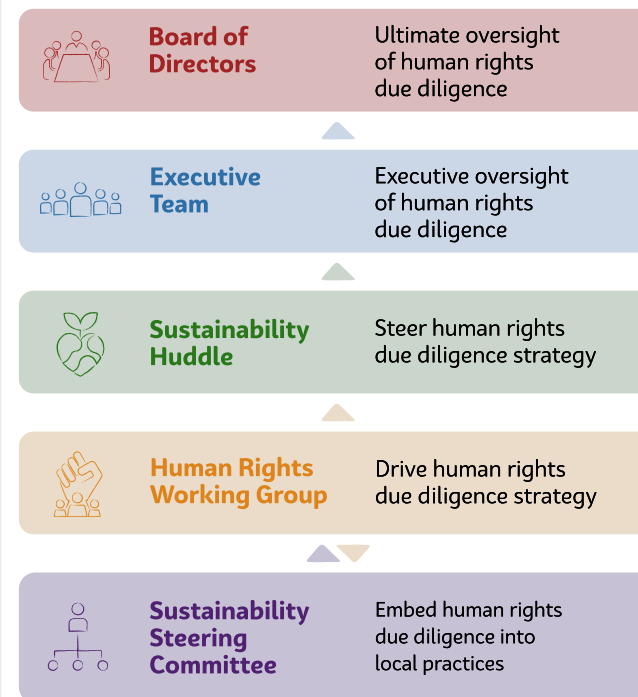 Board of
Directors
Ultimate oversight
of human rights
due diligence
Executive
Team
Executive oversight
of human rights
due diligence
Sustainability
Huddle
Steer human rights
due diligence strategy
Human Rights
Working Group
Drive human rights
due diligence strategy
Sustainability
Steering
Committee
Embed human rights
due diligence into
local practices